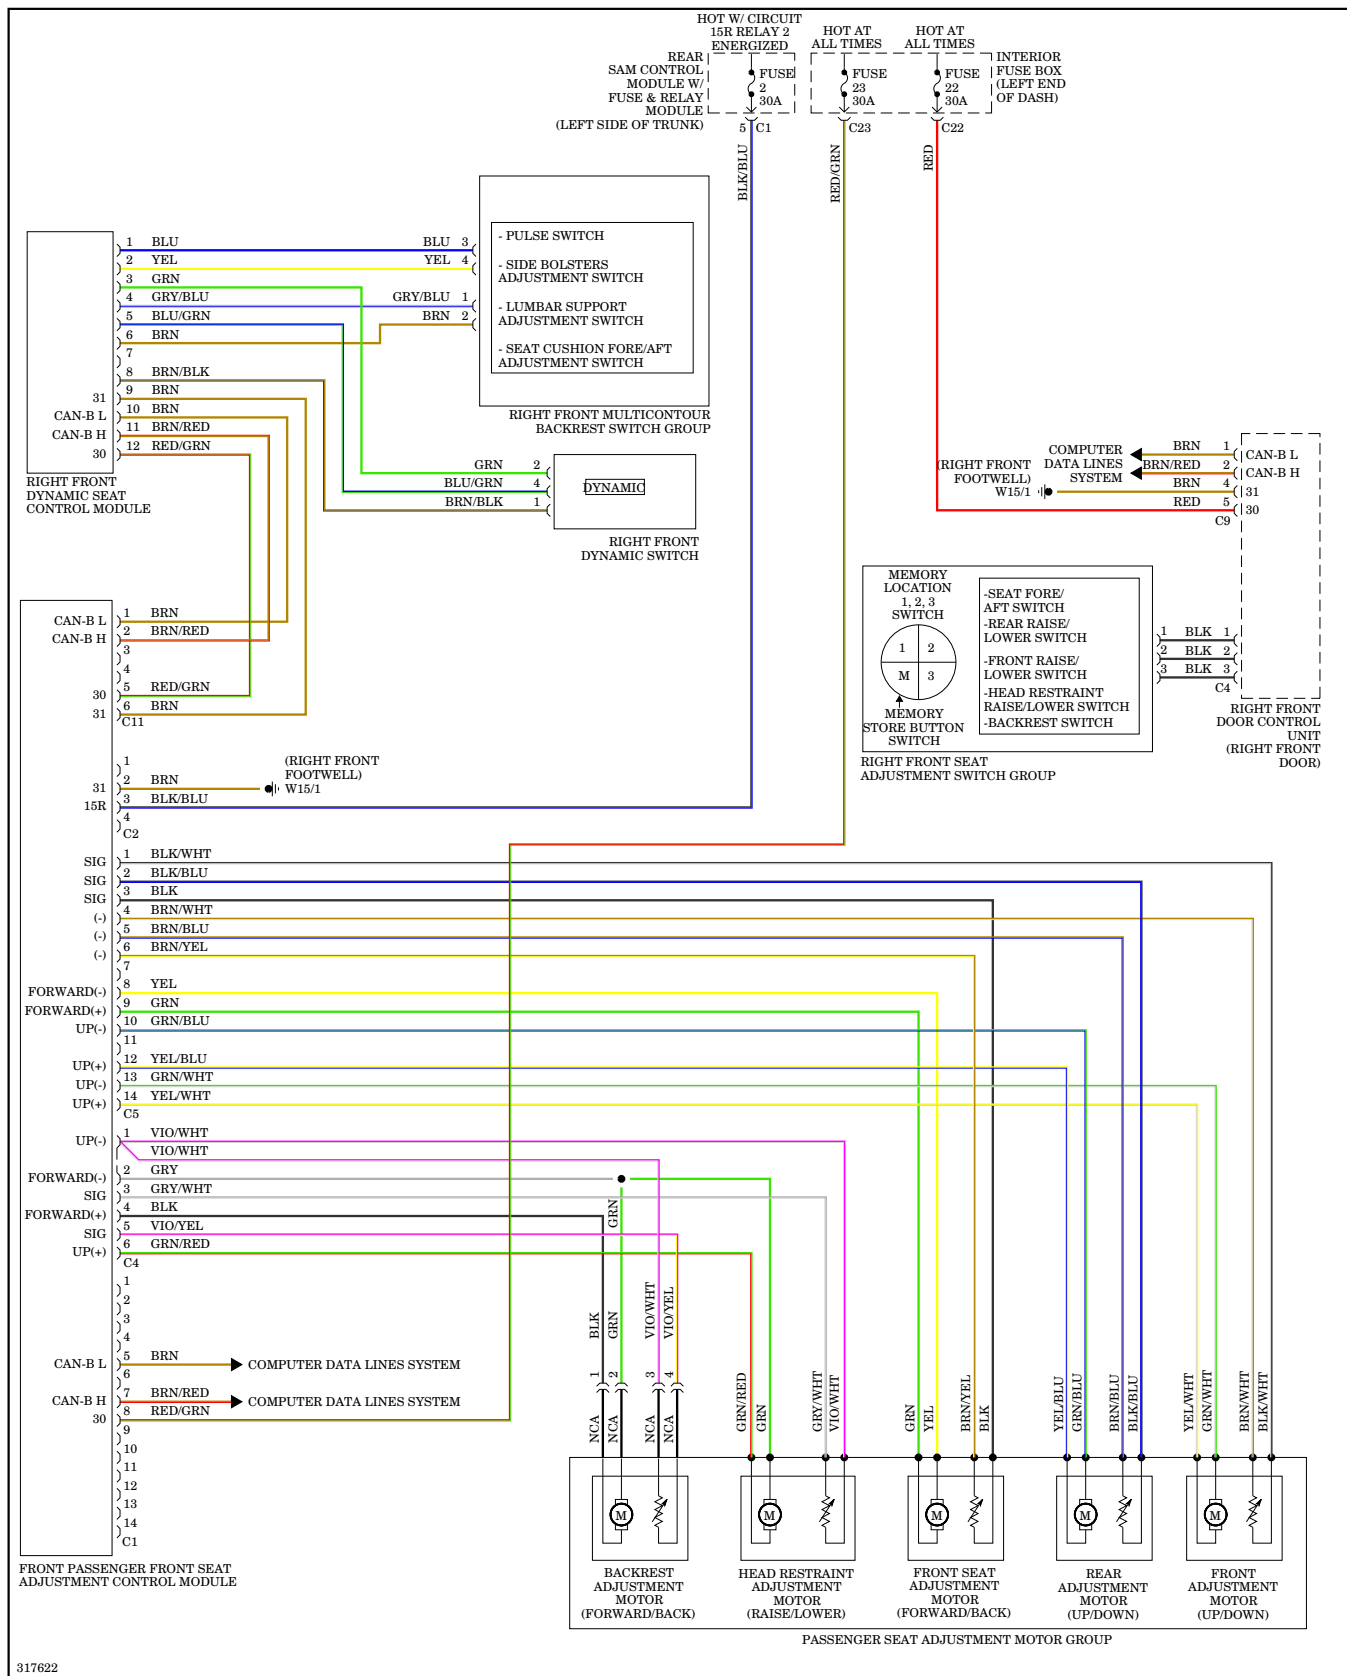 HOT W/ CIRCUIT
15R RELAY 2
ENERGIZED
HOT AT
ALL TIMES
HOT AT
ALL TIMES
REAR
SAM CONTROL
MODULE W/
FUSE & RELAY
MODULE
(LEFT SIDE OF TRUNK)
FUSE
2
30A
FUSE
23
30A
FUSE
22
30A
INTERIOR
FUSE BOX
(LEFT END
OF DASH)
5 C1
C23
C22
BLK/BLU
RED/GRN
RED
1 BLU
2 YEL
3 GRN
4 GRY/BLU
5 BLU/GRN
6 BRN
7
8 BRN/BLK
31 9 BRN
CAN-B L 10 BRN
CAN-B H 11 BRN/RED
30 12 RED/GRN
RIGHT FRONT
DYNAMIC SEAT
CONTROL MODULE
BLU 3
YEL 4
GRY/BLU 1
BRN 2
- PULSE SWITCH
- SIDE BOLSTERS
ADJUSTMENT SWITCH
- LUMBAR SUPPORT
ADJUSTMENT SWITCH
- SEAT CUSHION FORE/AFT
ADJUSTMENT SWITCH
RIGHT FRONT MULTICONTOUR
BACKREST SWITCH GROUP
GRN 2
BLU/GRN 4
BRN/BLK 1
DYNAMIC
RIGHT FRONT
DYNAMIC SWITCH
COMPUTER
DATA LINES
SYSTEM
(RIGHT FRONT
FOOTWELL)
W15/1
BRN 1 CAN-B L
BRN/RED 2 CAN-B H
BRN 4 31
RED 5 30
C9
MEMORY
LOCATION
1, 2, 3
SWITCH
1 2
M 3
MEMORY
STORE BUTTON
SWITCH
-SEAT FORE/
AFT SWITCH
-REAR RAISE/
LOWER SWITCH
-FRONT RAISE/
LOWER SWITCH
-HEAD RESTRAINT
RAISE/LOWER SWITCH
-BACKREST SWITCH
RIGHT FRONT SEAT
ADJUSTMENT SWITCH GROUP
1 BLK 1
2 BLK 2
3 BLK 3
C4
RIGHT FRONT
DOOR CONTROL
UNIT
(RIGHT FRONT
DOOR)
CAN-B L 1 BRN
CAN-B H 2 BRN/RED
3
4
30 5 RED/GRN
31 6 BRN
C11
1
31 2 BRN
15R 3 BLK/BLU
4
C2
(RIGHT FRONT
FOOTWELL)
W15/1
SIG 1 BLK/WHT
SIG 2 BLK/BLU
SIG 3 BLK
(-) 4 BRN/WHT
(-) 5 BRN/BLU
(-) 6 BRN/YEL
7
FORWARD(-) 8 YEL
FORWARD(+) 9 GRN
UP(-) 10 GRN/BLU
11
UP(+) 12 YEL/BLU
UP(-) 13 GRN/WHT
UP(+) 14 YEL/WHT
C5
UP(-) 1 VIO/WHT
VIO/WHT
FORWARD(-) 2 GRY
SIG 3 GRY/WHT
FORWARD(+) 4 BLK
SIG 5 VIO/YEL
UP(+) 6 GRN/RED
C4
1
2
3
4
CAN-B L 5 BRN COMPUTER DATA LINES SYSTEM
6
CAN-B H 7 BRN/RED COMPUTER DATA LINES SYSTEM
30 8 RED/GRN
9
10
11
12
13
14
C1
FRONT PASSENGER FRONT SEAT
ADJUSTMENT CONTROL MODULE
GRN
BLK
GRN
VIO/WHT
VIO/YEL
1 2 3 4
NCA
NCA
NCA
NCA
GRN/RED
GRN
GRY/WHT
VIO/WHT
GRN
YEL
BRN/YEL
BLK
YEL/BLU
GRN/BLU
BRN/BLU
BLK/BLU
YEL/WHT
GRN/WHT
BRN/WHT
BLK/WHT
M M M M M
BACKREST
ADJUSTMENT
MOTOR
(FORWARD/BACK)
HEAD RESTRAINT
ADJUSTMENT
MOTOR
(RAISE/LOWER)
FRONT SEAT
ADJUSTMENT
MOTOR
(FORWARD/BACK)
REAR
ADJUSTMENT
MOTOR
(UP/DOWN)
FRONT
ADJUSTMENT
MOTOR
(UP/DOWN)
PASSENGER SEAT ADJUSTMENT MOTOR GROUP
317622